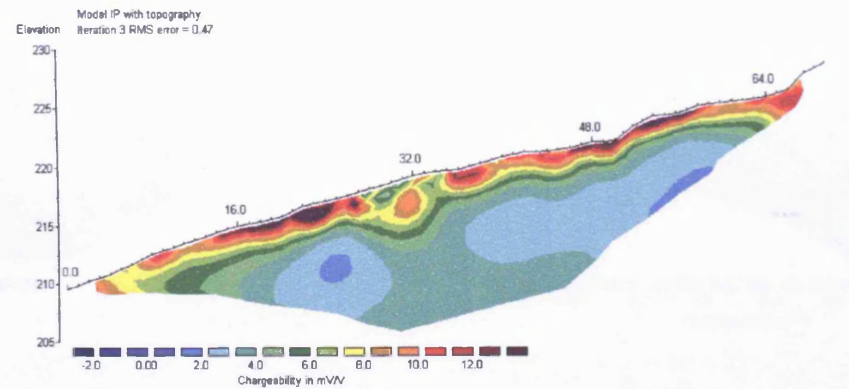 Model IP with topography
Elevation
Iteration 3 RMS error = 0.47
230
225
64.0
48.0
220
32.0
215
16.0
0.0
210
205
-2.0 0.00 2.0 4.0 6.0 8.0 10.0 12.0
Chargeability in mV/V